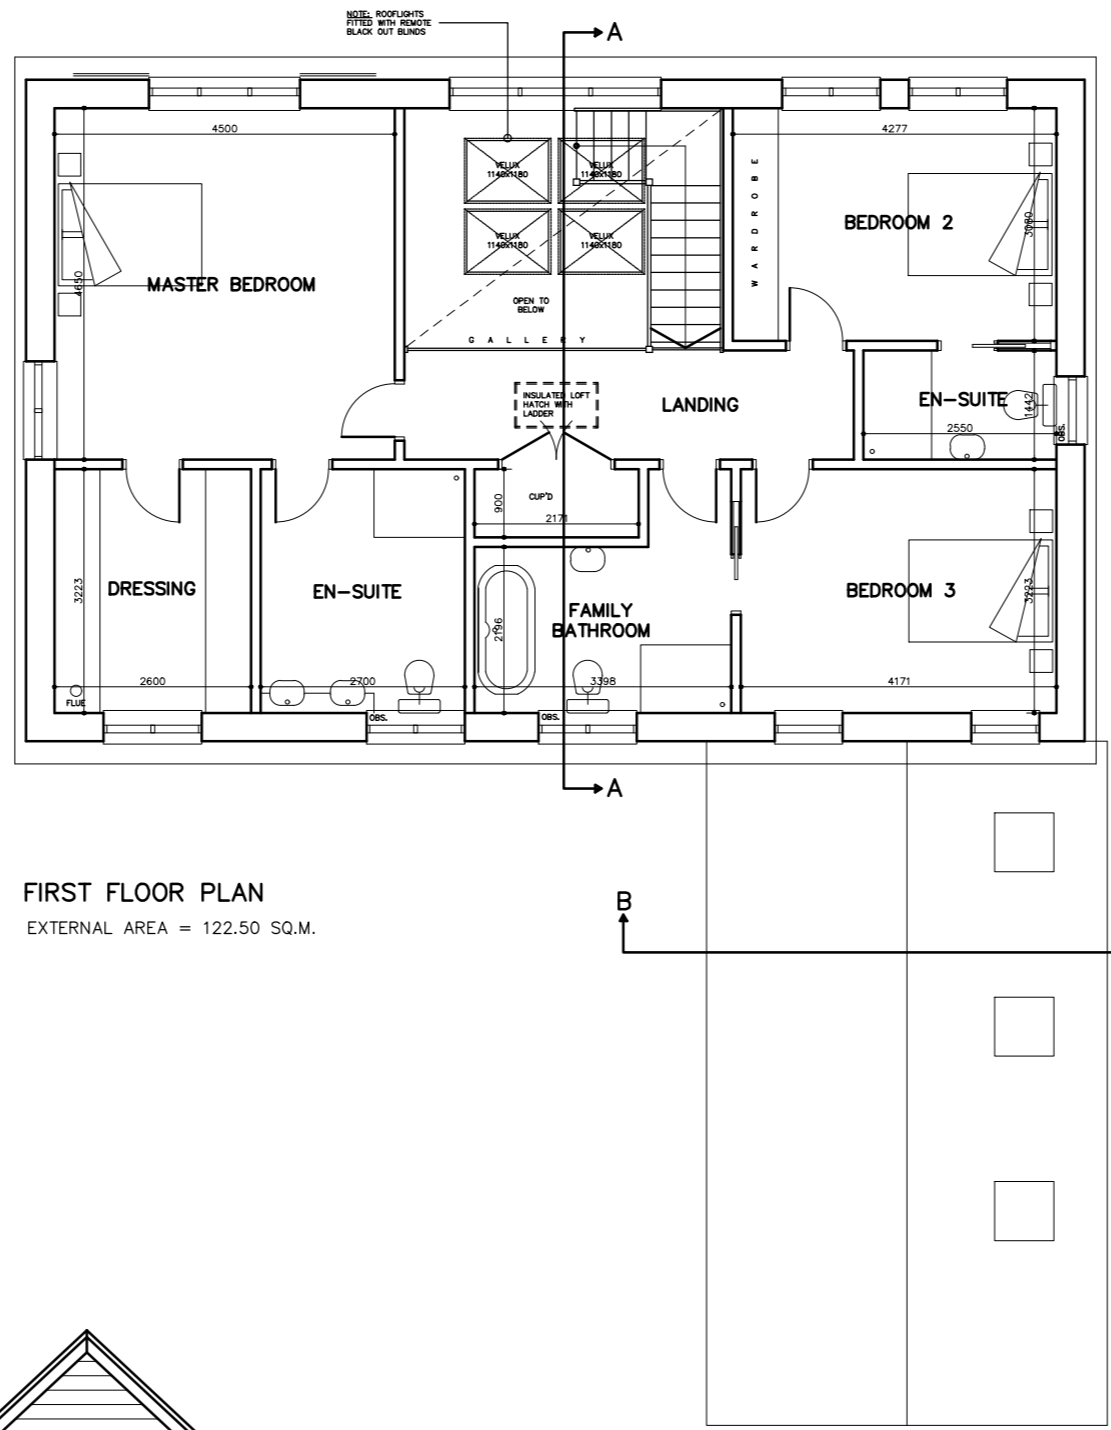 NOTE: ROOFLIGHTS
FITTED WITH REMOTE
BLACK OUT BLINDS
A
4500
4277
VELUX
1140x1180
VELUX
1140x1180
VELUX
1140x1180
VELUX
1140x1180
WARDROBE
BEDROOM 2
3080
MASTER BEDROOM
4650
OPEN TO
BELOW
GALLERY
INSULATED LOFT
HATCH WITH
LADDER
LANDING
EN-SUITE
1442
2550
OBS.
CUP'D
900
2171
DRESSING
3223
EN-SUITE
FAMILY
BATHROOM
2196
BEDROOM 3
3223
2600
2700
3398
4171
FLUE
OBS.
OBS.
A
FIRST FLOOR PLAN
EXTERNAL AREA = 122.50 SQ.M.
B